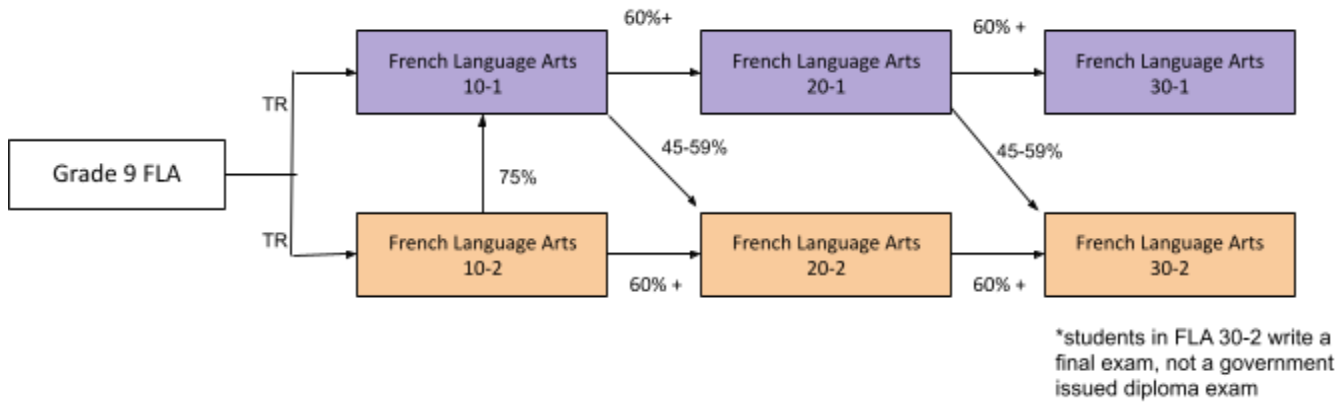 60%+
60% +
French Language Arts
10-1
French Language Arts
20-1
French Language Arts
30-1
TR
Grade 9 FLA
75%
45-59%
45-59%
TR
French Language Arts
10-2
French Language Arts
20-2
French Language Arts
30-2
60% +
60% +
*students in FLA 30-2 write a
final exam, not a government
issued diploma exam